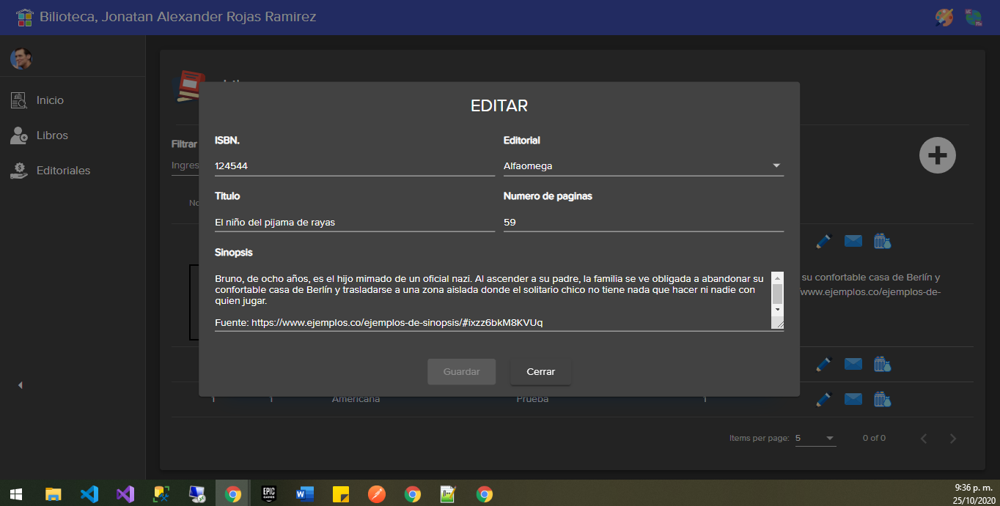 Bilioteca, Jonatan Alexander Rojas Ramirez
Inicio
Libros
Editoriales
Filtrar
EDITAR
ISBN.
Editorial
124544
Alfaomega
Titulo
Numero de paginas
El niño del pijama de rayas
59
Sinopsis
Bruno, de ocho años, es el hijo mimado de un oficial nazi. Al ascender a su padre, la familia se ve obligada a abandonar su
confortable casa de Berlín y trasladarse a una zona aislada donde el solitario chico no tiene nada que hacer ni nadie con
quien jugar.
Fuente: https://www.ejemplos.co/ejemplos-de-sinopsis/#ixzz6bkM8KVUq
Guardar
Cerrar
su confortable casa de Berlín y
www.ejemplos.co/ejemplos-de-
1 1 Americana Prueba 1
Items per page: 5 0 of 0
EPIC
GAMES
9:36 p. m.
25/10/2020